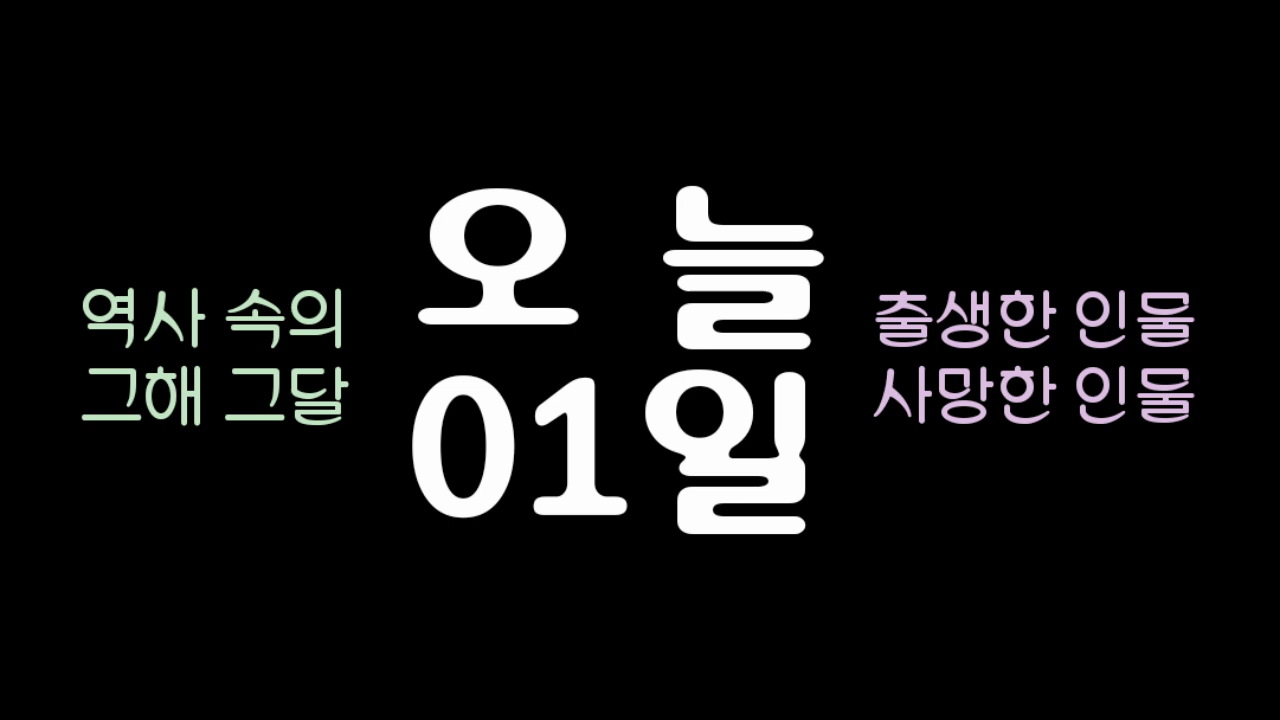 역사 속의
그해 그달
오 늘
01일
출생한 인물
사망한 인물